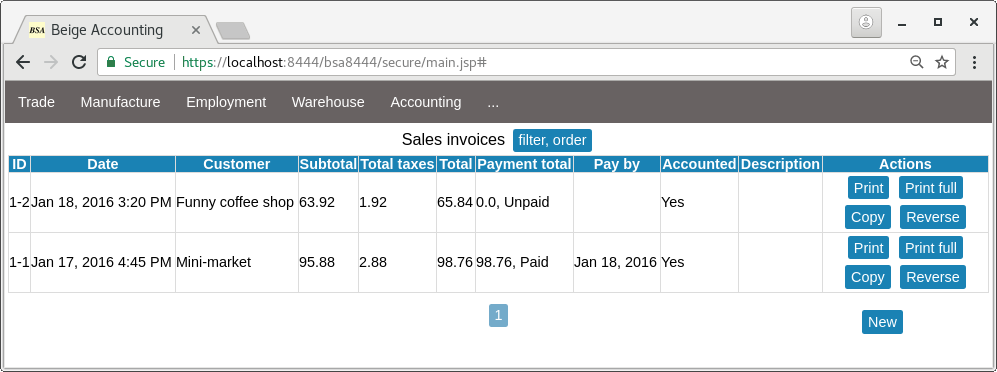 BSA Beige Accounting
Secure https://localhost:8444/bsa8444/secure/main.jsp#
Trade Manufacture Employment Warehouse Accounting ...
Sales invoices filter, order
ID Date Customer Subtotal Total taxes Total Payment total Pay by Accounted Description Actions
1-2 Jan 18, 2016 3:20 PM Funny coffee shop 63.92 1.92 65.84 0.0, Unpaid Yes Print Print full
Copy Reverse
1-1 Jan 17, 2016 4:45 PM Mini-market 95.88 2.88 98.76 98.76, Paid Jan 18, 2016 Yes Print Print full
Copy Reverse
1 New